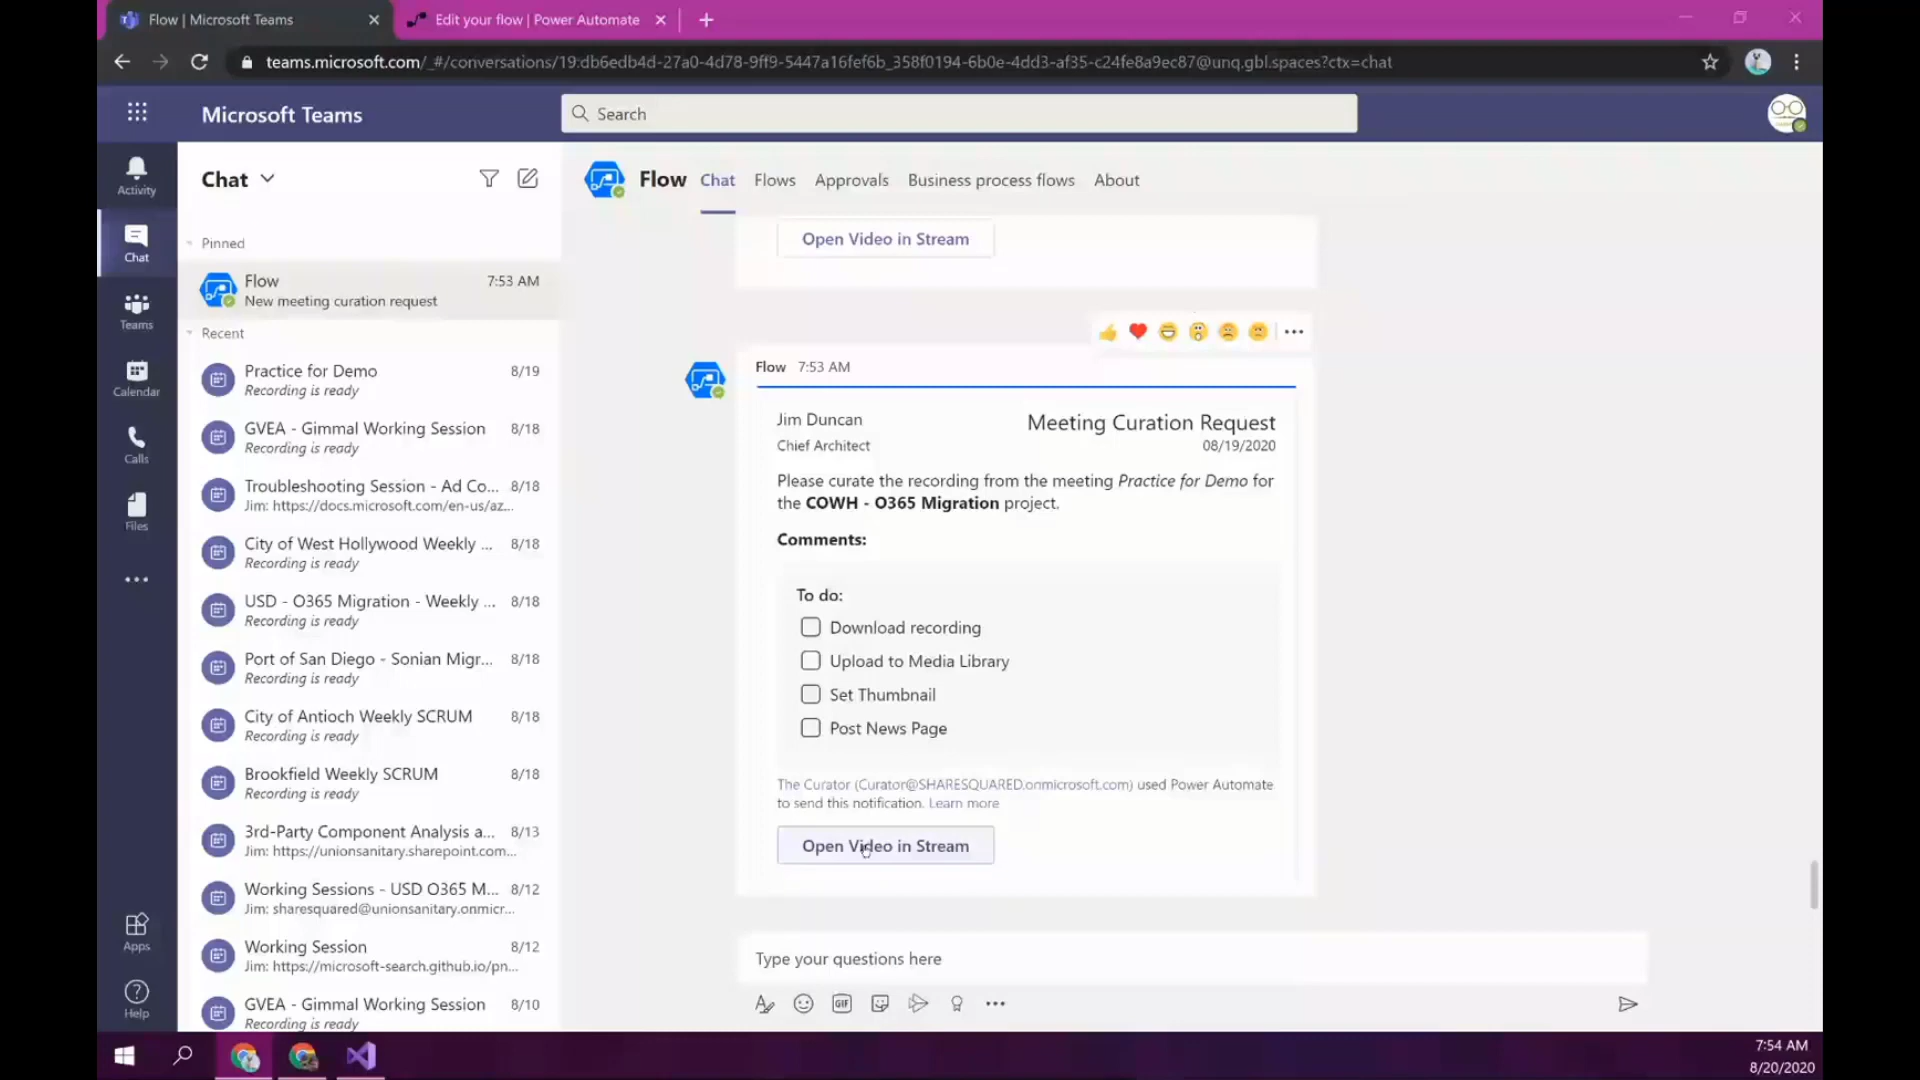 Flow | Microsoft Teams
Edit your flow | Power Automate
teams.microsoft.com/_#/conversations/19:db6edb4d-27a0-4d78-9ff9-5447a16fef6b_358f0194-6b0e-4dd3-af35-c24fe8a9ec87@unq.gbl.spaces?ctx=chat
Microsoft Teams
Search
Activity
Chat
Teams
Calendar
Calls
Files
Apps
Help
Chat
Pinned
Flow 7:53 AM
New meeting curation request
Recent
Practice for Demo 8/19
Recording is ready
GVEA - Gimmal Working Session 8/18
Recording is ready
Troubleshooting Session - Ad Co... 8/18
Jim: https://docs.microsoft.com/en-us/az...
City of West Hollywood Weekly ... 8/18
Recording is ready
USD - O365 Migration - Weekly ... 8/18
Recording is ready
Port of San Diego - Sonian Migr... 8/18
Recording is ready
City of Antioch Weekly SCRUM 8/18
Recording is ready
Brookfield Weekly SCRUM 8/18
Recording is ready
3rd-Party Component Analysis a... 8/13
Jim: https://unionsanitary.sharepoint.com...
Working Sessions - USD O365 M... 8/12
Jim: sharesquared@unionsanitary.onmicr...
Working Session 8/12
Jim: https://microsoft-search.github.io/pn...
GVEA - Gimmal Working Session 8/10
Recording is ready
Flow Chat Flows Approvals Business process flows About
Open Video in Stream
Flow 7:53 AM
Jim Duncan
Chief Architect
Meeting Curation Request
08/19/2020
Please curate the recording from the meeting Practice for Demo for
the COWH - O365 Migration project.
Comments:
To do:
Download recording
Upload to Media Library
Set Thumbnail
Post News Page
The Curator (Curator@SHARESQUARED.onmicrosoft.com) used Power Automate
to send this notification. Learn more
Open Video in Stream
Type your questions here
GIF
7:54 AM
8/20/2020